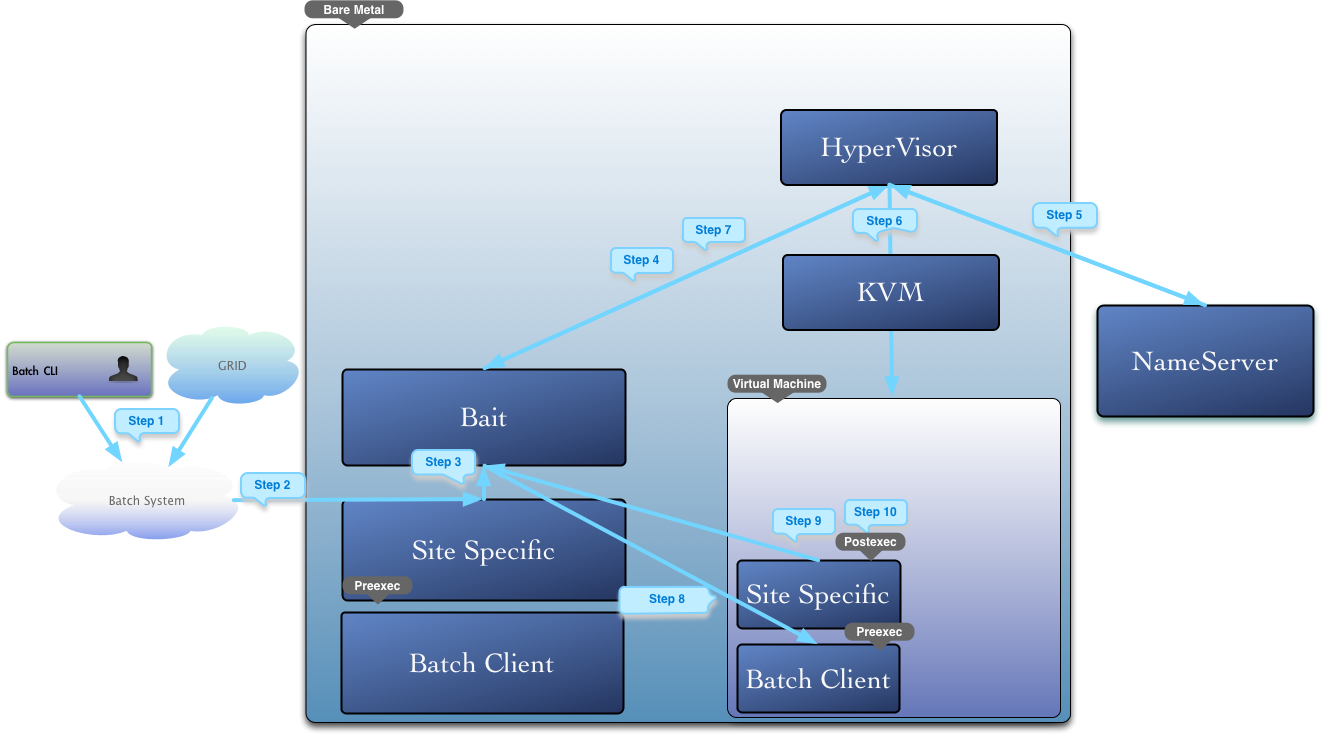 Bare Metal
HyperVisor
Step 7
Step 6
Step 5
Step 4
KVM
NameServer
Batch CLI
GRID
Virtual Machine
Step 1
Bait
Step 3
Step 2
Batch System
Step 9
Step 10
Postexec
Site Specific
Preexec
Step 8
Site Specific
Preexec
Batch Client
Batch Client